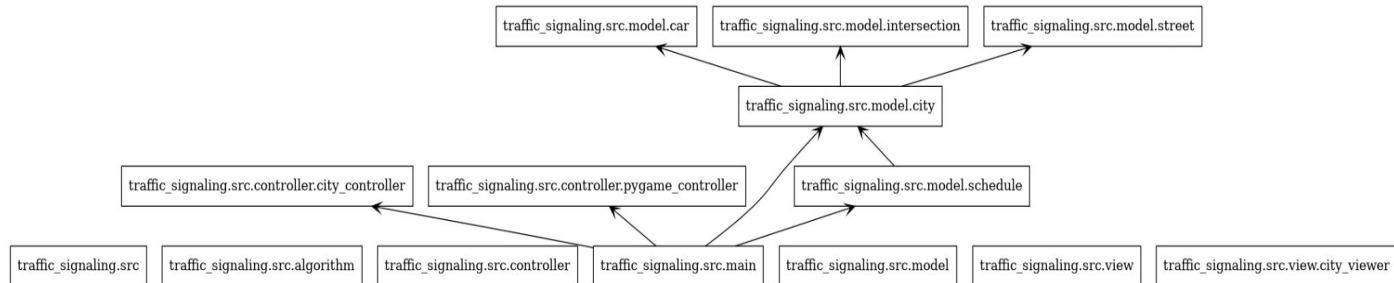 traffic_signaling.src.model.car
traffic_signaling.src.model.intersection
traffic_signaling.src.model.street
traffic_signaling.src.model.city
traffic_signaling.src.controller.city_controller
traffic_signaling.src.controller.pygame_controller
traffic_signaling.src.model.schedule
traffic_signaling.src
traffic_signaling.src.algorithm
traffic_signaling.src.controller
traffic_signaling.src.main
traffic_signaling.src.model
traffic_signaling.src.view
traffic_signaling.src.view.city_viewer